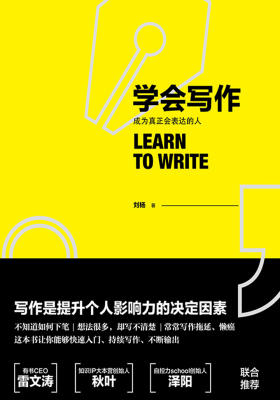 学会写作
成为真正会表达的人
LEARN
TO WRITE
刘杨 著
写作是提升个人影响力的决定因素
不知道如何下笔 | 想法很多，却写不清楚 | 常常写作拖延、懒癌
这本书让你能够快速入门、持续写作、不断输出
有书CEO
雷文涛
知识IP大本营创始人
秋叶
自控力school创始人
泽阳
联合
推荐